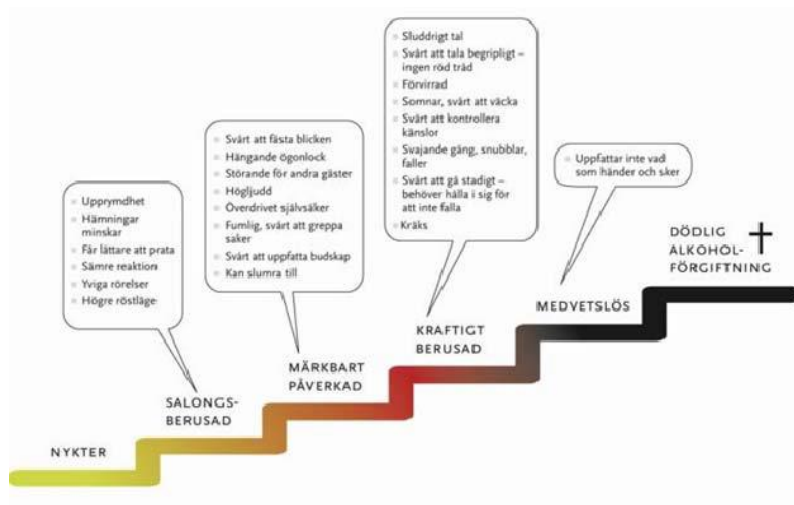 NYKTER
Upprymdhet
Hämningar
minskar
Får lättare att prata
Sämre reaktion
Yviga rörelser
Högre röstläge
SALONGS-
BERUSAD
Svårt att fästa blicken
Hängande ögonlock
Störande för andra gäster
Högljudd
Överdrivet självsäker
Fumlig, svårt att greppa
saker
Svårt att uppfatta budskap
Kan slumra till
MÄRKBART
PÅVERKAD
Sluddrigt tal
Svårt att tala begripligt –
ingen röd tråd
Förvirrad
Somnar, svårt att väcka
Svårt att kontrollera
känslor
Svajande gång, snubblar,
faller
Svårt att gå stadigt –
behöver hålla i sig för
att inte falla
Kräks
KRAFTIGT
BERUSAD
Uppfattar inte vad
som händer och sker
MEDVETSLÖS
DÖDLIG
ALKOHOL-
FÖRGIFTNING